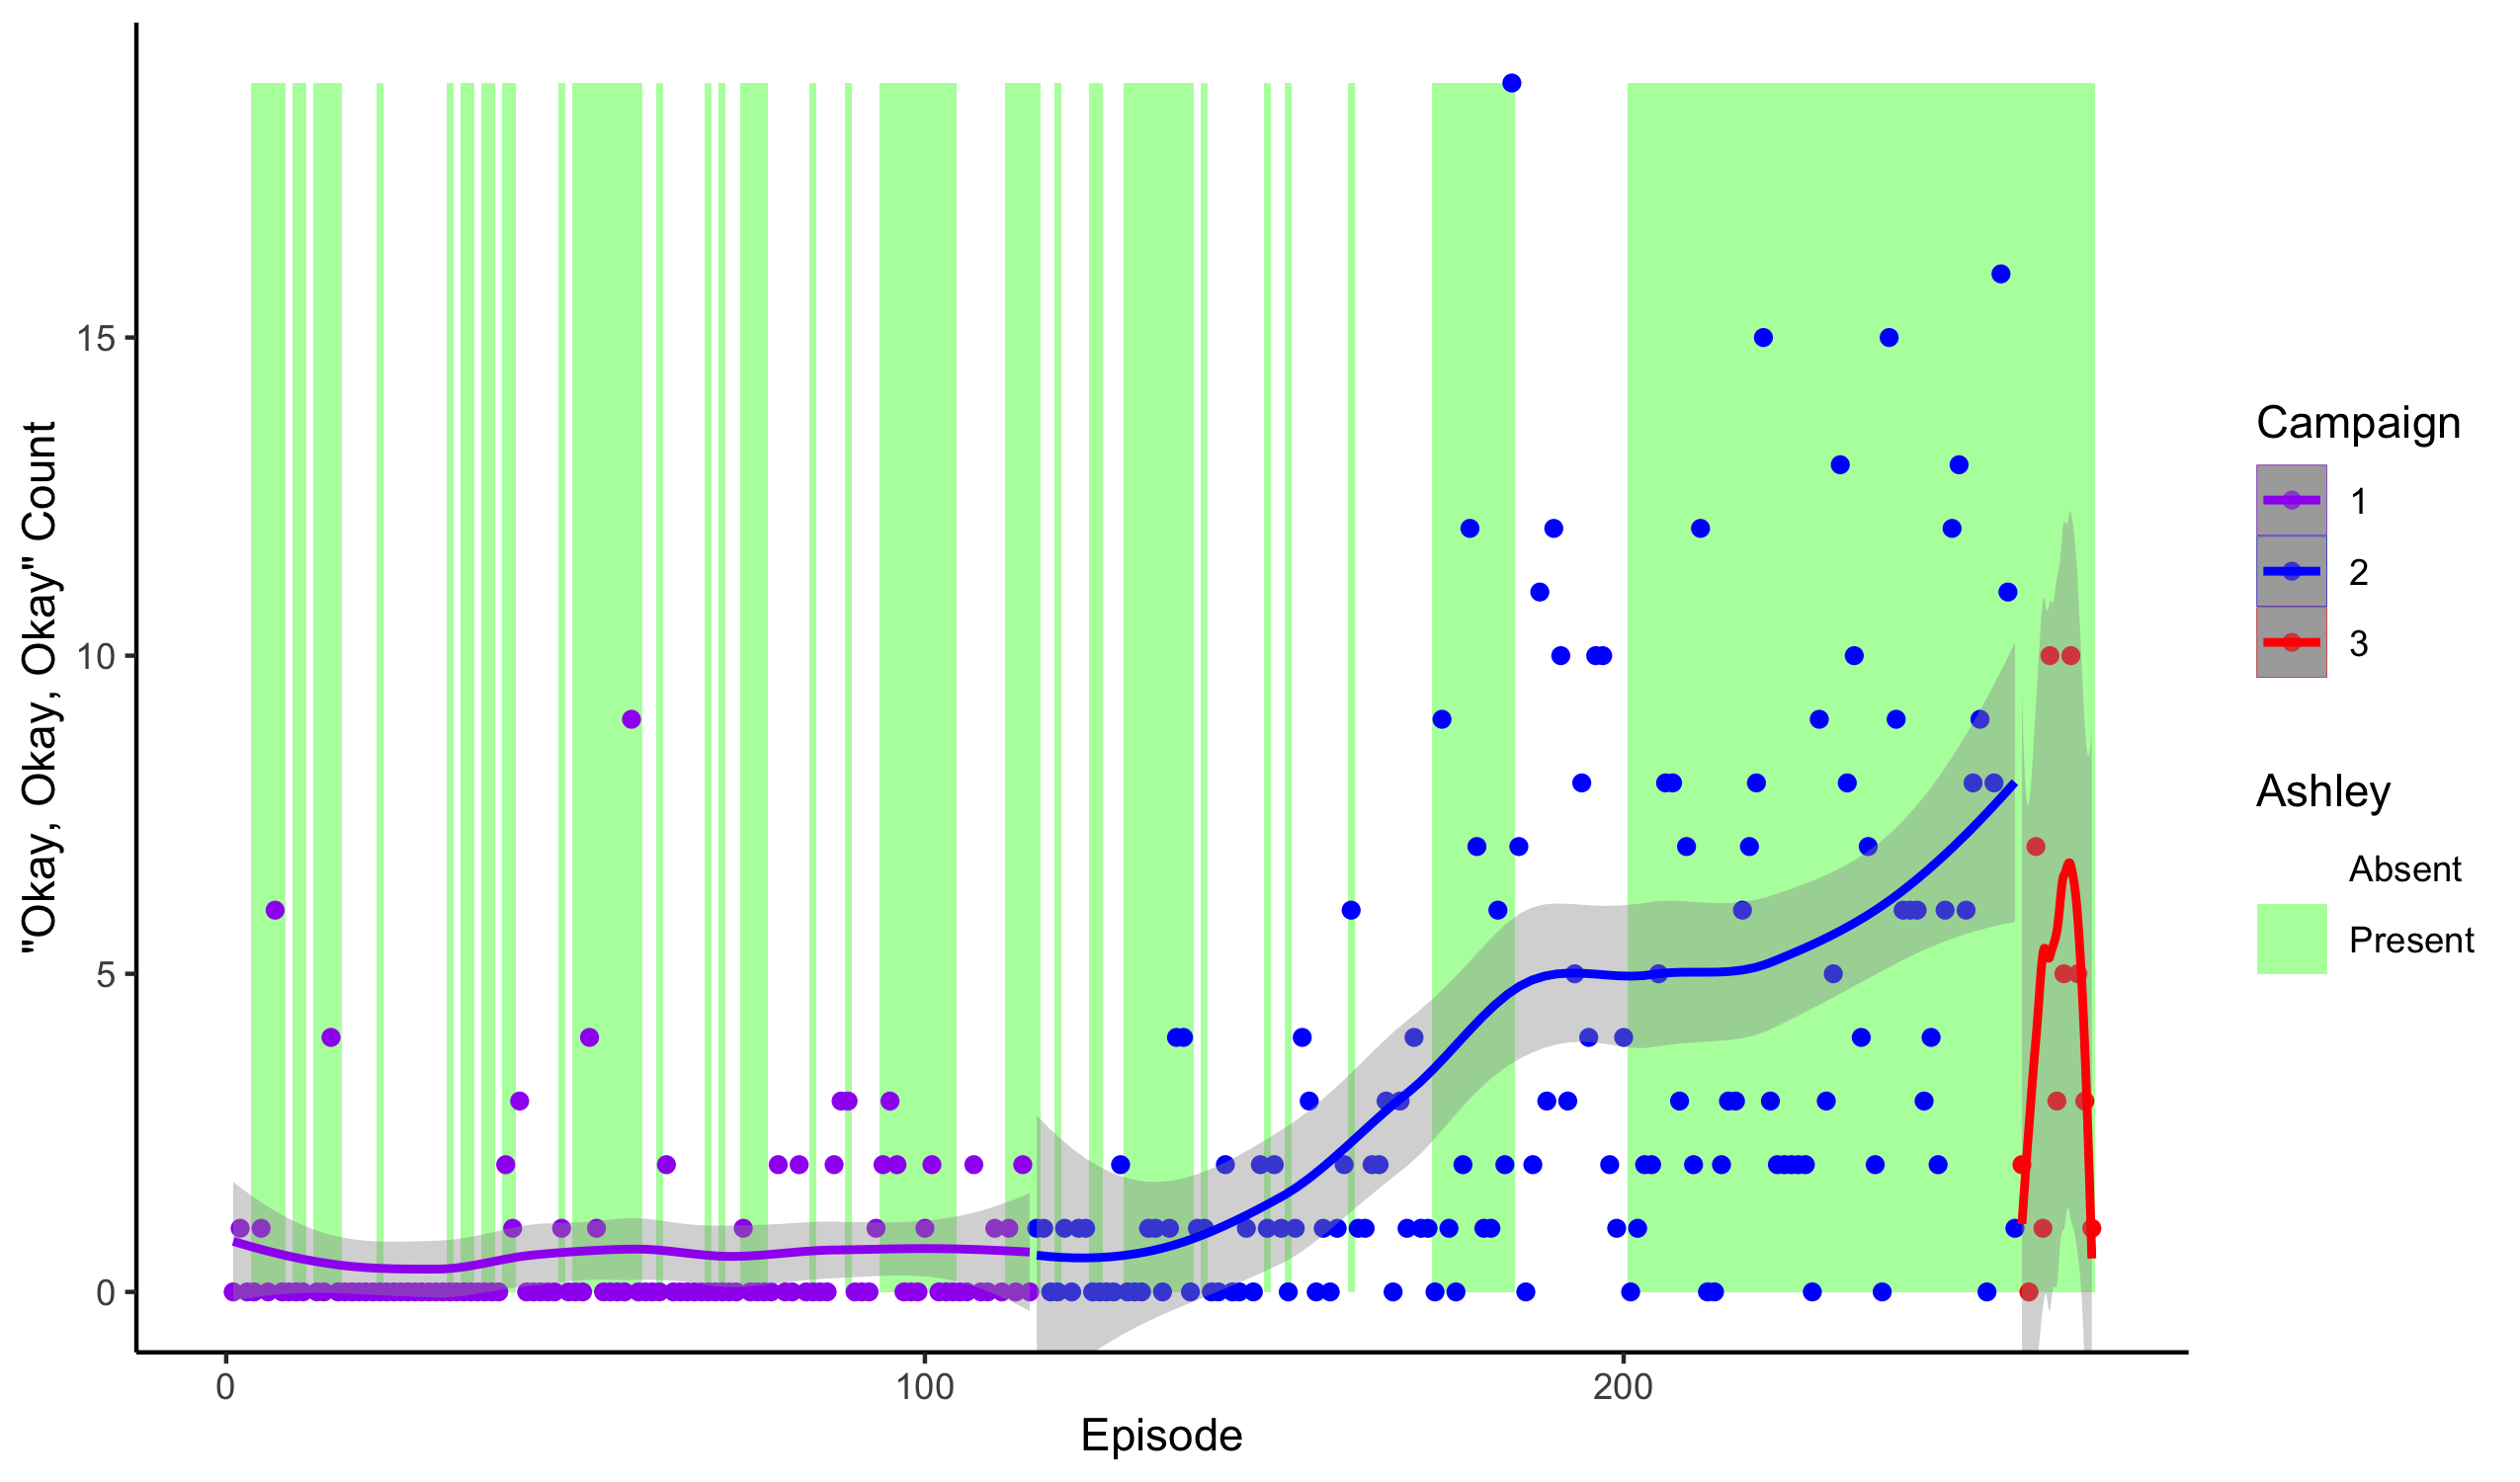 "Okay, Okay, Okay" Count
15
10
5
0
0
100
200
Episode
Campaign
1
2
3
Ashley
Absent
Present